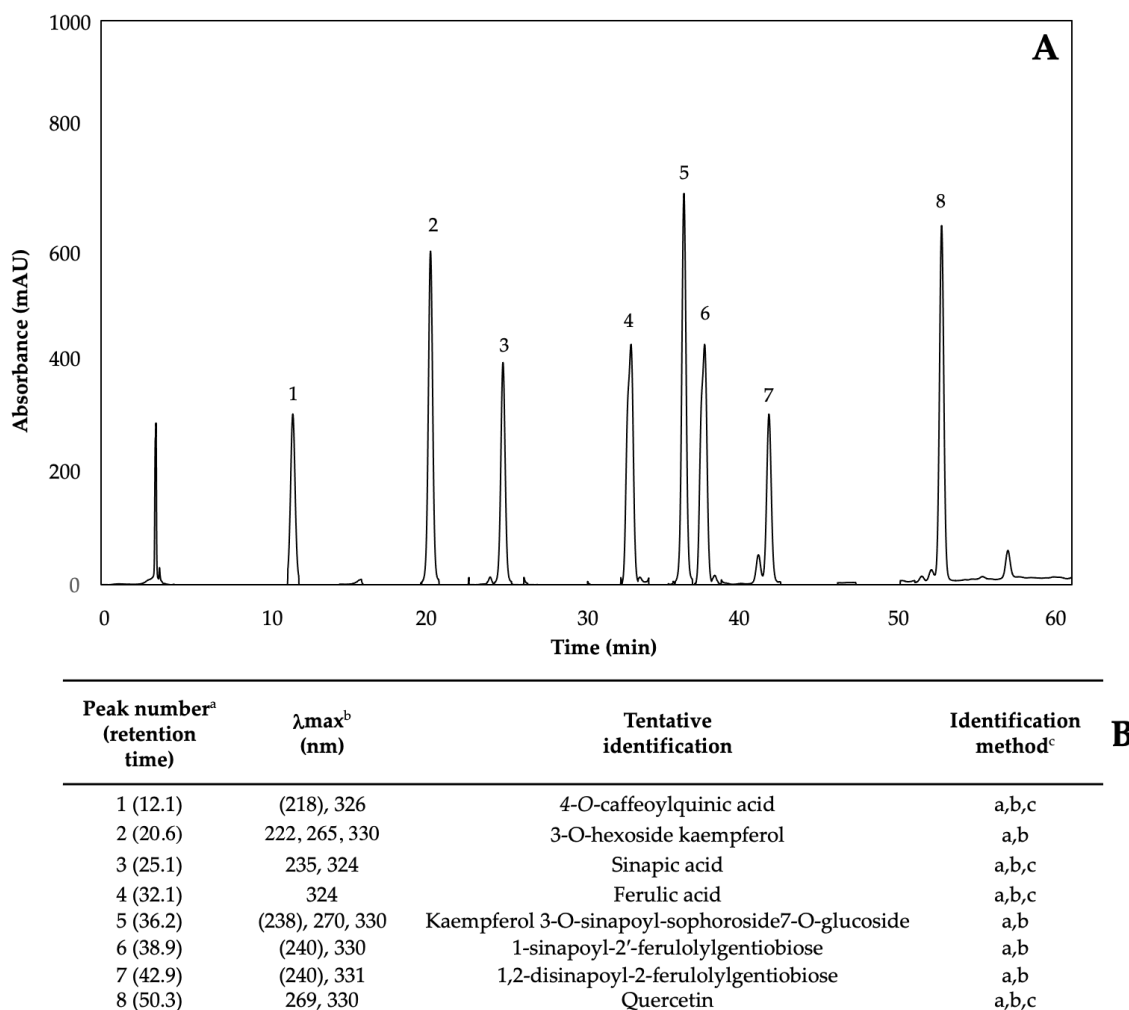 1000
A
800
5
8
2
600
6
4
400
3
1
7
200
0
Absorbance (mAU)
0 10 20 30 40 50 60
Time (min)
Peak numberᵃ
(retention
time)
λmaxᵇ
(nm)
Tentative
identification
Identification
methodᶜ
B
1 (12.1) (218), 326 4-O-caffeoylquinic acid a,b,c
2 (20.6) 222, 265, 330 3-O-hexoside kaempferol a,b
3 (25.1) 235, 324 Sinapic acid a,b,c
4 (32.1) 324 Ferulic acid a,b,c
5 (36.2) (238), 270, 330 Kaempferol 3-O-sinapoyl-sophoroside7-O-glucoside a,b
6 (38.9) (240), 330 1-sinapoyl-2′-ferulolylgentiobiose a,b
7 (42.9) (240), 331 1,2-disinapoyl-2-ferulolylgentiobiose a,b
8 (50.3) 269, 330 Quercetin a,b,c